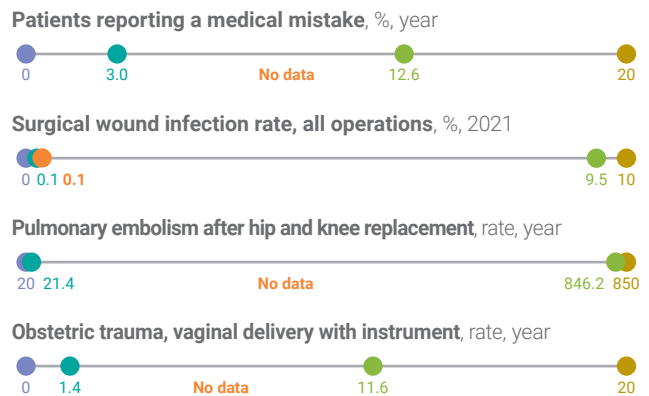 Patients reporting a medical mistake, %, year
0 3.0 No data 12.6 20
Surgical wound infection rate, all operations, %, 2021
0 0.1 0.1 9.5 10
Pulmonary embolism after hip and knee replacement, rate, year
20 21.4 No data 846.2 850
Obstetric trauma, vaginal delivery with instrument, rate, year
0 1.4 No data 11.6 20